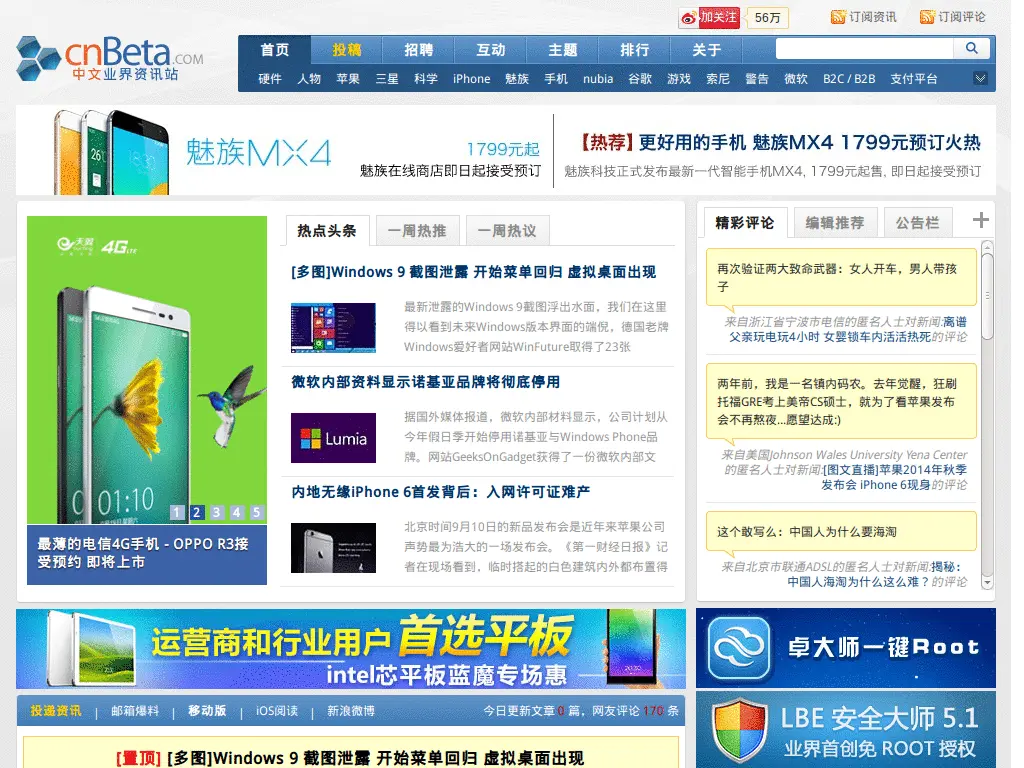 +加关注
56万
订阅资讯
订阅评论
cnBeta.COM
中文业界资讯站
首页 投稿 招聘 互动 主题 排行 关于
硬件 人物 苹果 三星 科学 iPhone 魅族 手机 nubia 谷歌 游戏 索尼 警告 微软 B2C / B2B 支付平台
魅族MX4
1799元起
魅族在线商店即日起接受预订
【热荐】更好用的手机 魅族MX4 1799元预订火热
魅族科技正式发布最新一代智能手机MX4, 1799元起售, 即日起接受预订
天翼 4G LTE
01:10
1 2 3 4 5
最薄的电信4G手机 - OPPO R3接
受预约 即将上市
热点头条 一周热推 一周热议
[多图]Windows 9 截图泄露 开始菜单回归 虚拟桌面出现
最新泄露的Windows 9截图浮出水面，我们在这里
得以看到未来Windows版本界面的端倪，德国老牌
Windows爱好者网站WinFuture取得了23张
微软内部资料显示诺基亚品牌将彻底停用
Lumia
据国外媒体报道，微软内部材料显示，公司计划从
今年假日季开始停用诺基亚与Windows Phone品
牌。网站GeeksOnGadget获得了一份微软内部文
内地无缘iPhone 6首发背后：入网许可证难产
北京时间9月10日的新品发布会是近年来苹果公司
声势最为浩大的一场发布会。《第一财经日报》记
者在现场看到，临时搭起的白色建筑内外都布置得
精彩评论 编辑推荐 公告栏 +
再次验证两大致命武器：女人开车，男人带孩
子
来自浙江省宁波市电信的匿名人士对新闻:离谱
父亲玩电玩4小时 女婴锁车内活活热死的评论
两年前，我是一名镇内码农。去年觉醒，狂刷
托福GRE考上美帝CS硕士，就为了看苹果发布
会不再熬夜...愿望达成:)
来自美国Johnson Wales University Yena Center
的匿名人士对新闻:[图文直播]苹果2014年秋季
发布会 iPhone 6现身的评论
这个敢写么：中国人为什么要海淘
来自北京市联通ADSL的匿名人士对新闻:揭秘：
中国人海淘为什么这么难？的评论
运营商和行业用户 首选平板
intel芯平板蓝魔专场惠
卓大师一键Root
LBE 安全大师 5.1
业界首创免 ROOT 授权
投递资讯 | 邮箱爆料 | 移动版 | iOS阅读 | 新浪微博
今日更新文章 0 篇，网友评论 170 条
[置顶] [多图]Windows 9 截图泄露 开始菜单回归 虚拟桌面出现